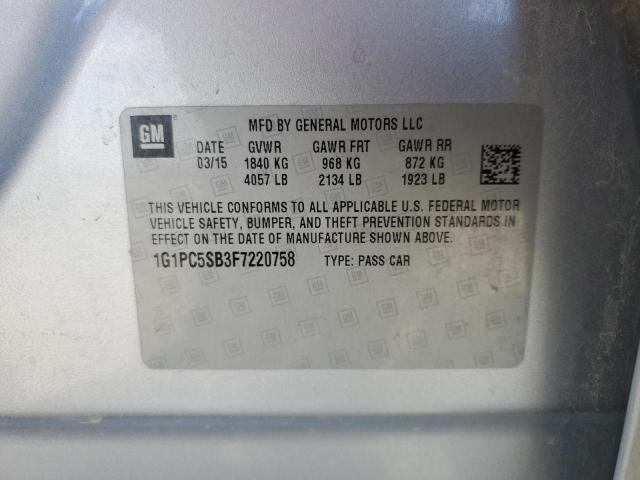 GM
MFD BY GENERAL MOTORS LLC
DATE GVWR GAWR FRT GAWR RR
03/15 1840 KG 968 KG 872 KG
4057 LB 2134 LB 1923 LB
THIS VEHICLE CONFORMS TO ALL APPLICABLE U.S. FEDERAL MOTOR
VEHICLE SAFETY, BUMPER, AND THEFT PREVENTION STANDARDS IN
EFFECT ON THE DATE OF MANUFACTURE SHOWN ABOVE.
1G1PC5SB3F7220758 TYPE: PASS CAR